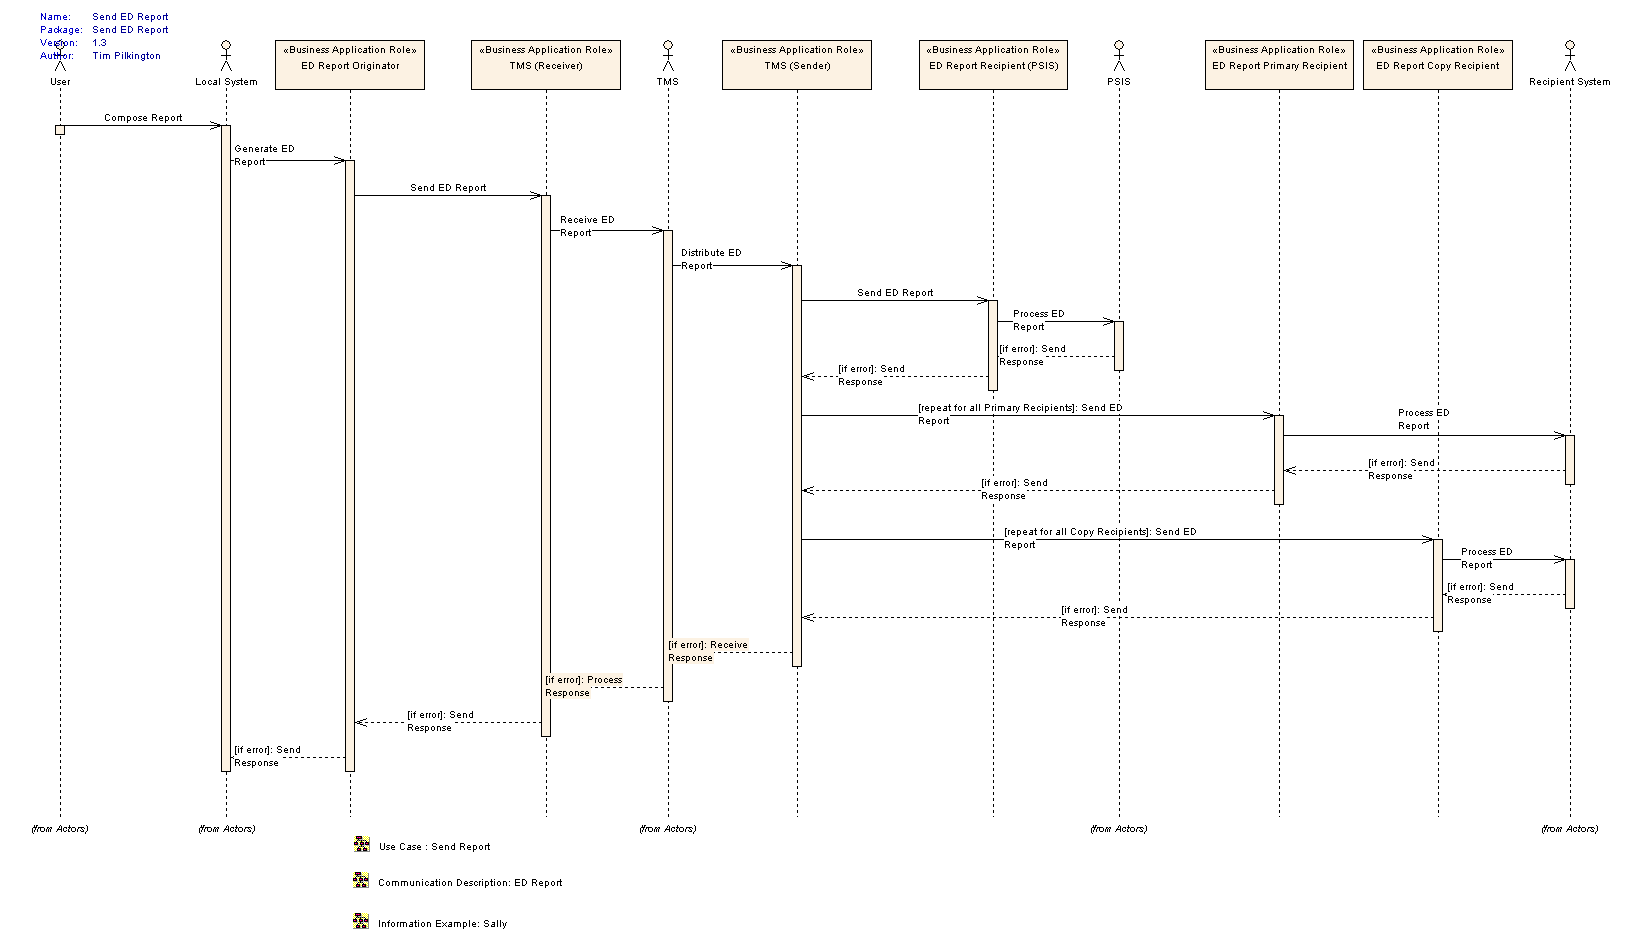 Name: Send ED Report
Package: Send ED Report
Version: 1.3
Author: Tim Pilkington
User
Local System
«Business Application Role»
ED Report Originator
«Business Application Role»
TMS (Receiver)
TMS
«Business Application Role»
TMS (Sender)
«Business Application Role»
ED Report Recipient (PSIS)
PSIS
«Business Application Role»
ED Report Primary Recipient
«Business Application Role»
ED Report Copy Recipient
Recipient System
Compose Report
Generate ED
Report
Send ED Report
Receive ED
Report
Distribute ED
Report
Send ED Report
Process ED
Report
[if error]: Send
Response
[if error]: Send
Response
[repeat for all Primary Recipients]: Send ED
Report
Process ED
Report
[if error]: Send
Response
[if error]: Send
Response
[repeat for all Copy Recipients]: Send ED
Report
Process ED
Report
[if error]: Send
Response
[if error]: Send
Response
[if error]: Receive
Response
[if error]: Process
Response
[if error]: Send
Response
[if error]: Send
Response
(from Actors)
(from Actors)
(from Actors)
(from Actors)
(from Actors)
Use Case : Send Report
Communication Description: ED Report
Information Example: Sally